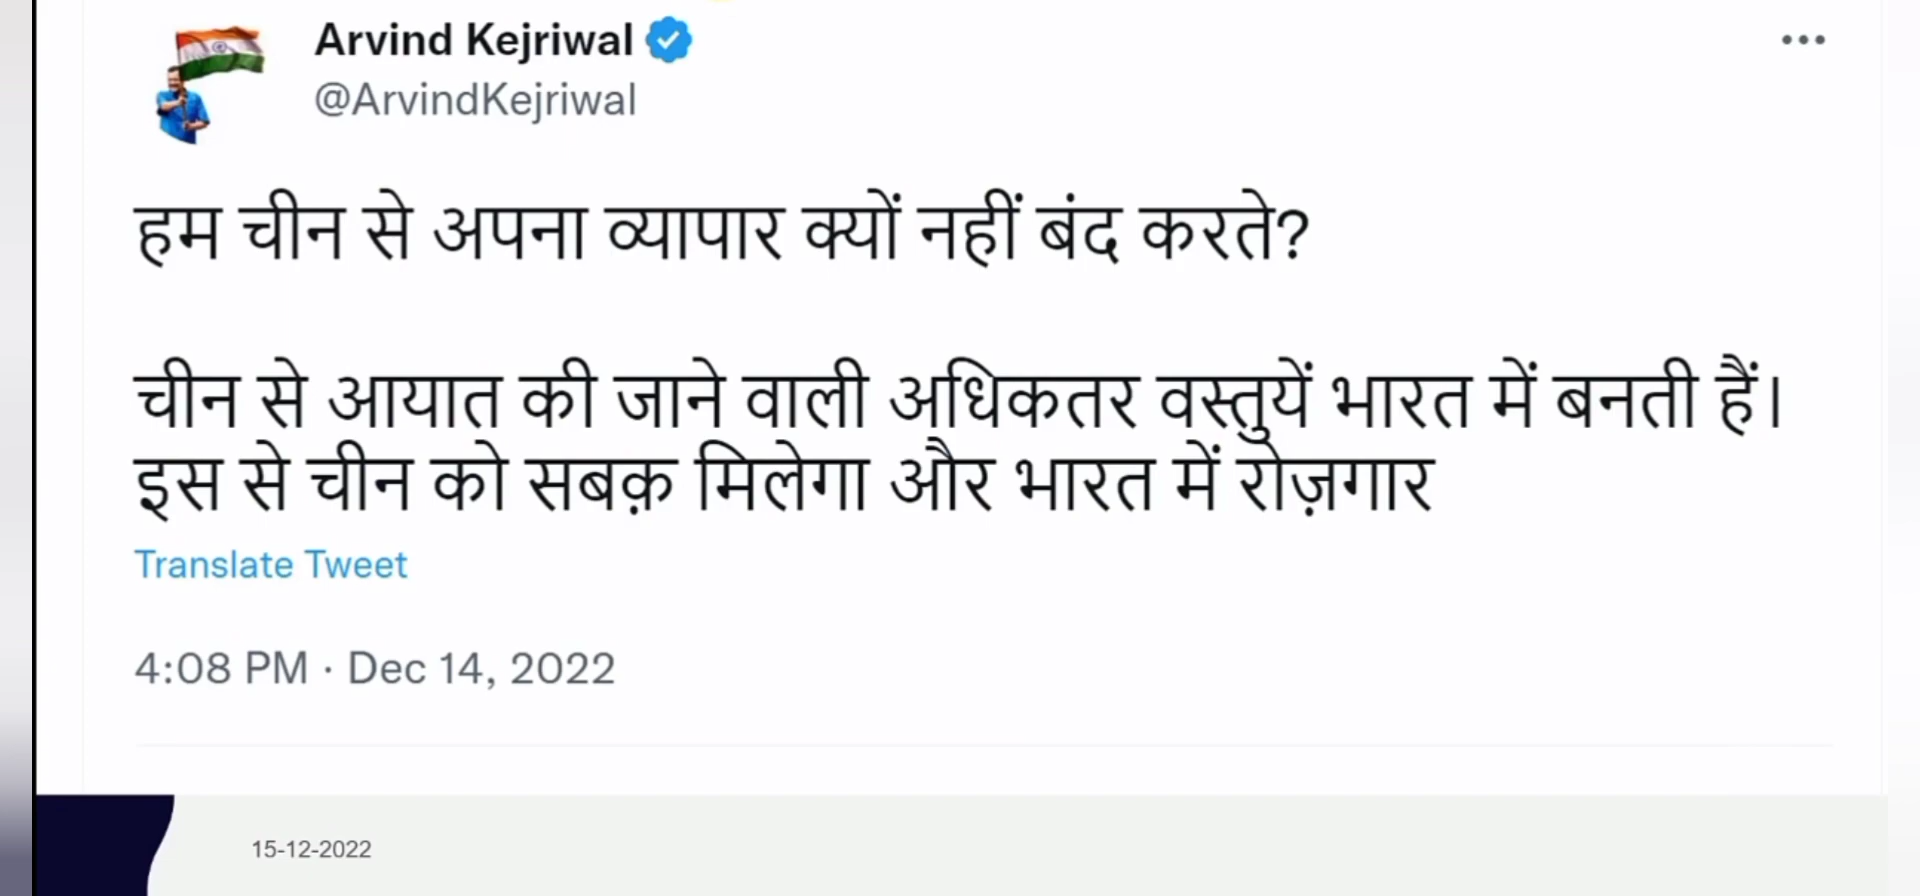 Arvind Kejriwal
@ArvindKejriwal
हम चीन से अपना व्यापार क्यों नहीं बंद करते?
चीन से आयात की जाने वाली अधिकतर वस्तुयें भारत में बनती हैं।
इस से चीन को सबक़ मिलेगा और भारत में रोज़गार
Translate Tweet
4:08 PM · Dec 14, 2022
15-12-2022